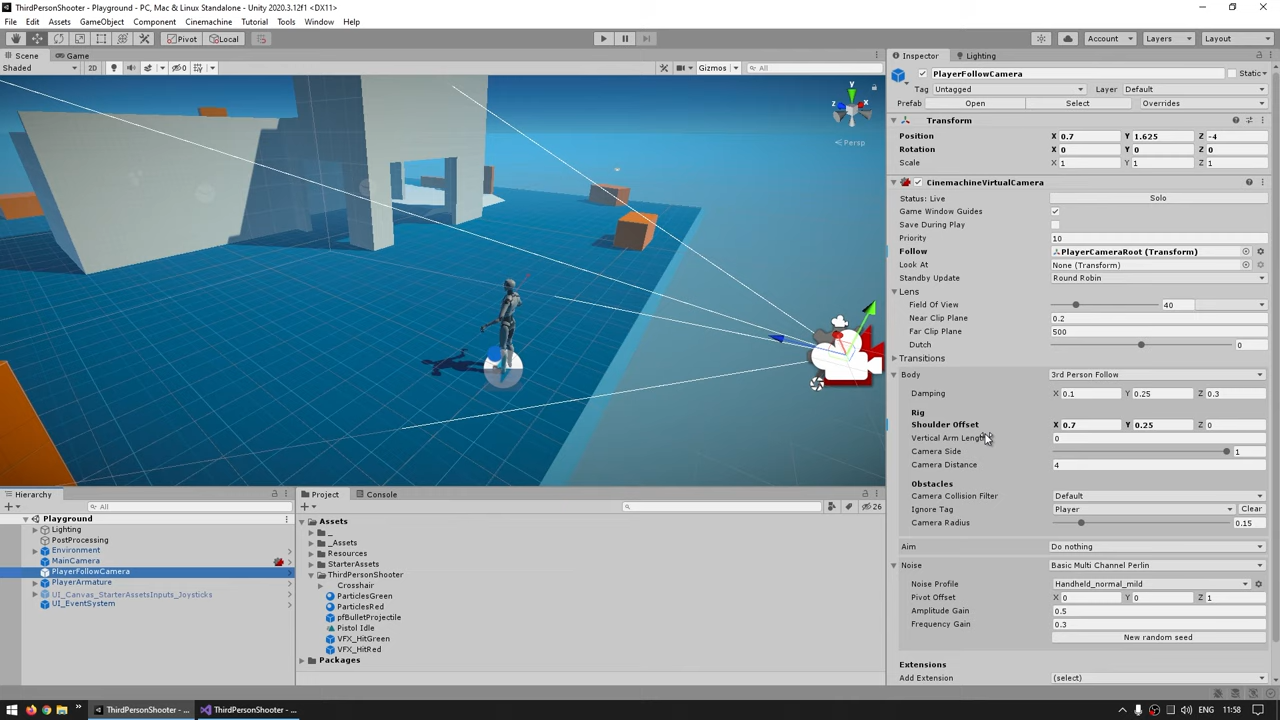 ThirdPersonShooter - Playground - PC, Mac & Linux Standalone - Unity 2020.3.12f1 <DX11>
File Edit Assets GameObject Component Cinemachine Tutorial Tools Window Help
Pivot Local Account Layers Layout
Scene Game
Shaded 2D 0 Gizmos All
y x z
Persp
Hierarchy
All
Playground
Lighting
PostProcessing
Environment
MainCamera
PlayerFollowCamera
PlayerArmature
UI_Canvas_StarterAssetsInputs_Joysticks
UI_EventSystem
Project Console
26
Assets
_
_Assets
Resources
StarterAssets
ThirdPersonShooter
Crosshair
ParticlesGreen
ParticlesRed
pfBulletProjectile
Pistol Idle
VFX_HitGreen
VFX_HitRed
Packages
Inspector Lighting
PlayerFollowCamera Static
Tag Untagged Layer Default
Prefab Open Select Overrides
Transform
Position X 0.7 Y 1.625 Z -4
Rotation X 0 Y 0 Z 0
Scale X 1 Y 1 Z 1
CinemachineVirtualCamera
Status: Live Solo
Game Window Guides
Save During Play
Priority 10
Follow PlayerCameraRoot (Transform)
Look At None (Transform)
Standby Update Round Robin
Lens
Field Of View 40
Near Clip Plane 0.2
Far Clip Plane 500
Dutch 0
Transitions
Body 3rd Person Follow
Damping X 0.1 Y 0.25 Z 0.3
Rig
Shoulder Offset X 0.7 Y 0.25 Z 0
Vertical Arm Length 0
Camera Side 1
Camera Distance 4
Obstacles
Camera Collision Filter Default
Ignore Tag Player Clear
Camera Radius 0.15
Aim Do nothing
Noise Basic Multi Channel Perlin
Noise Profile Handheld_normal_mild
Pivot Offset X 0 Y 0 Z 1
Amplitude Gain 0.5
Frequency Gain 0.3
New random seed
Extensions
Add Extension (select)
ThirdPersonShooter - ... ThirdPersonShooter - ... ENG 11:58